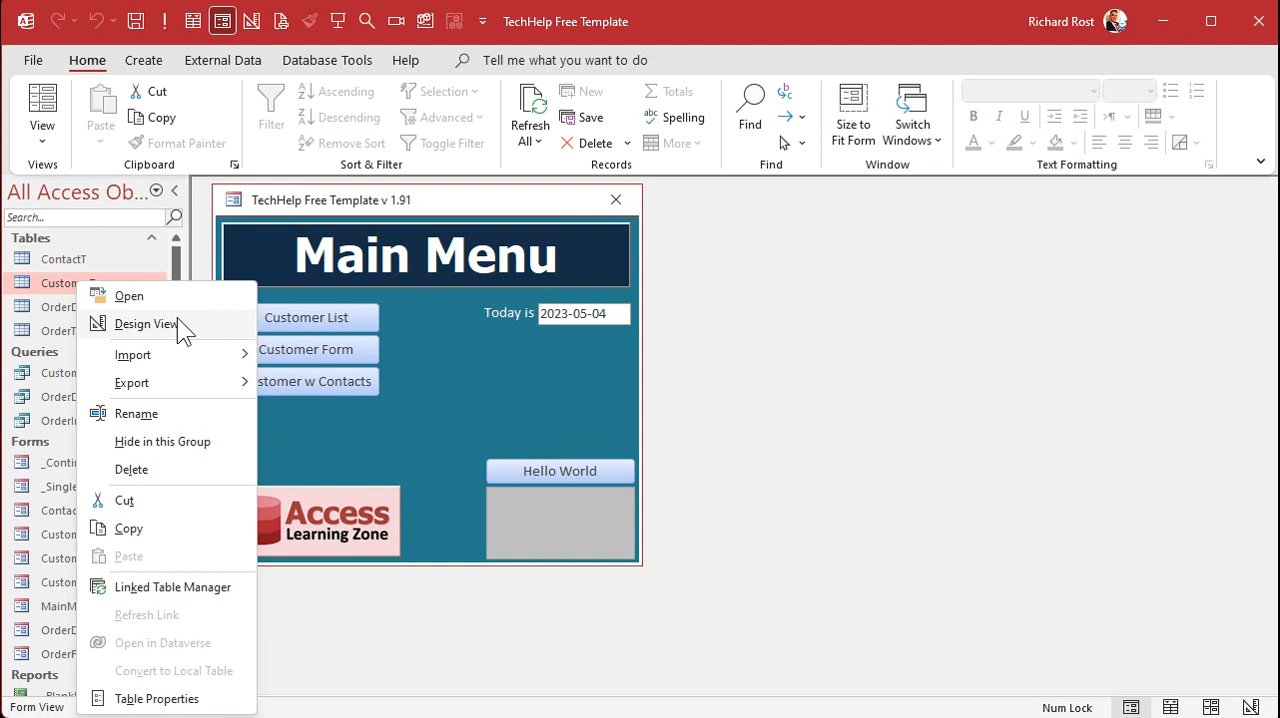 TechHelp Free Template
Richard Rost
File
Home
Create
External Data
Database Tools
Help
Tell me what you want to do
View
Views
Paste
Cut
Copy
Format Painter
Clipboard
Filter
Ascending
Descending
Remove Sort
Selection
Advanced
Toggle Filter
Sort & Filter
Refresh
All
New
Save
Delete
Totals
Spelling
More
Records
Find
Find
Size to
Fit Form
Switch
Windows
Window
B I U
A
Text Formatting
All Access Ob...
Search...
Tables
ContactT
Custom
OrderD
OrderT
Queries
Custom
OrderD
OrderIn
Forms
_Conti
_Single
Contac
Custom
Custom
Custom
MainM
OrderD
OrderF
Reports
Open
Design View
Import
Export
Rename
Hide in this Group
Delete
Cut
Copy
Paste
Linked Table Manager
Refresh Link
Open in Dataverse
Convert to Local Table
Table Properties
TechHelp Free Template v 1.91
Main Menu
Customer List
Customer Form
stomer w Contacts
Today is 2023-05-04
Hello World
Access
Learning Zone
Form View
Num Lock